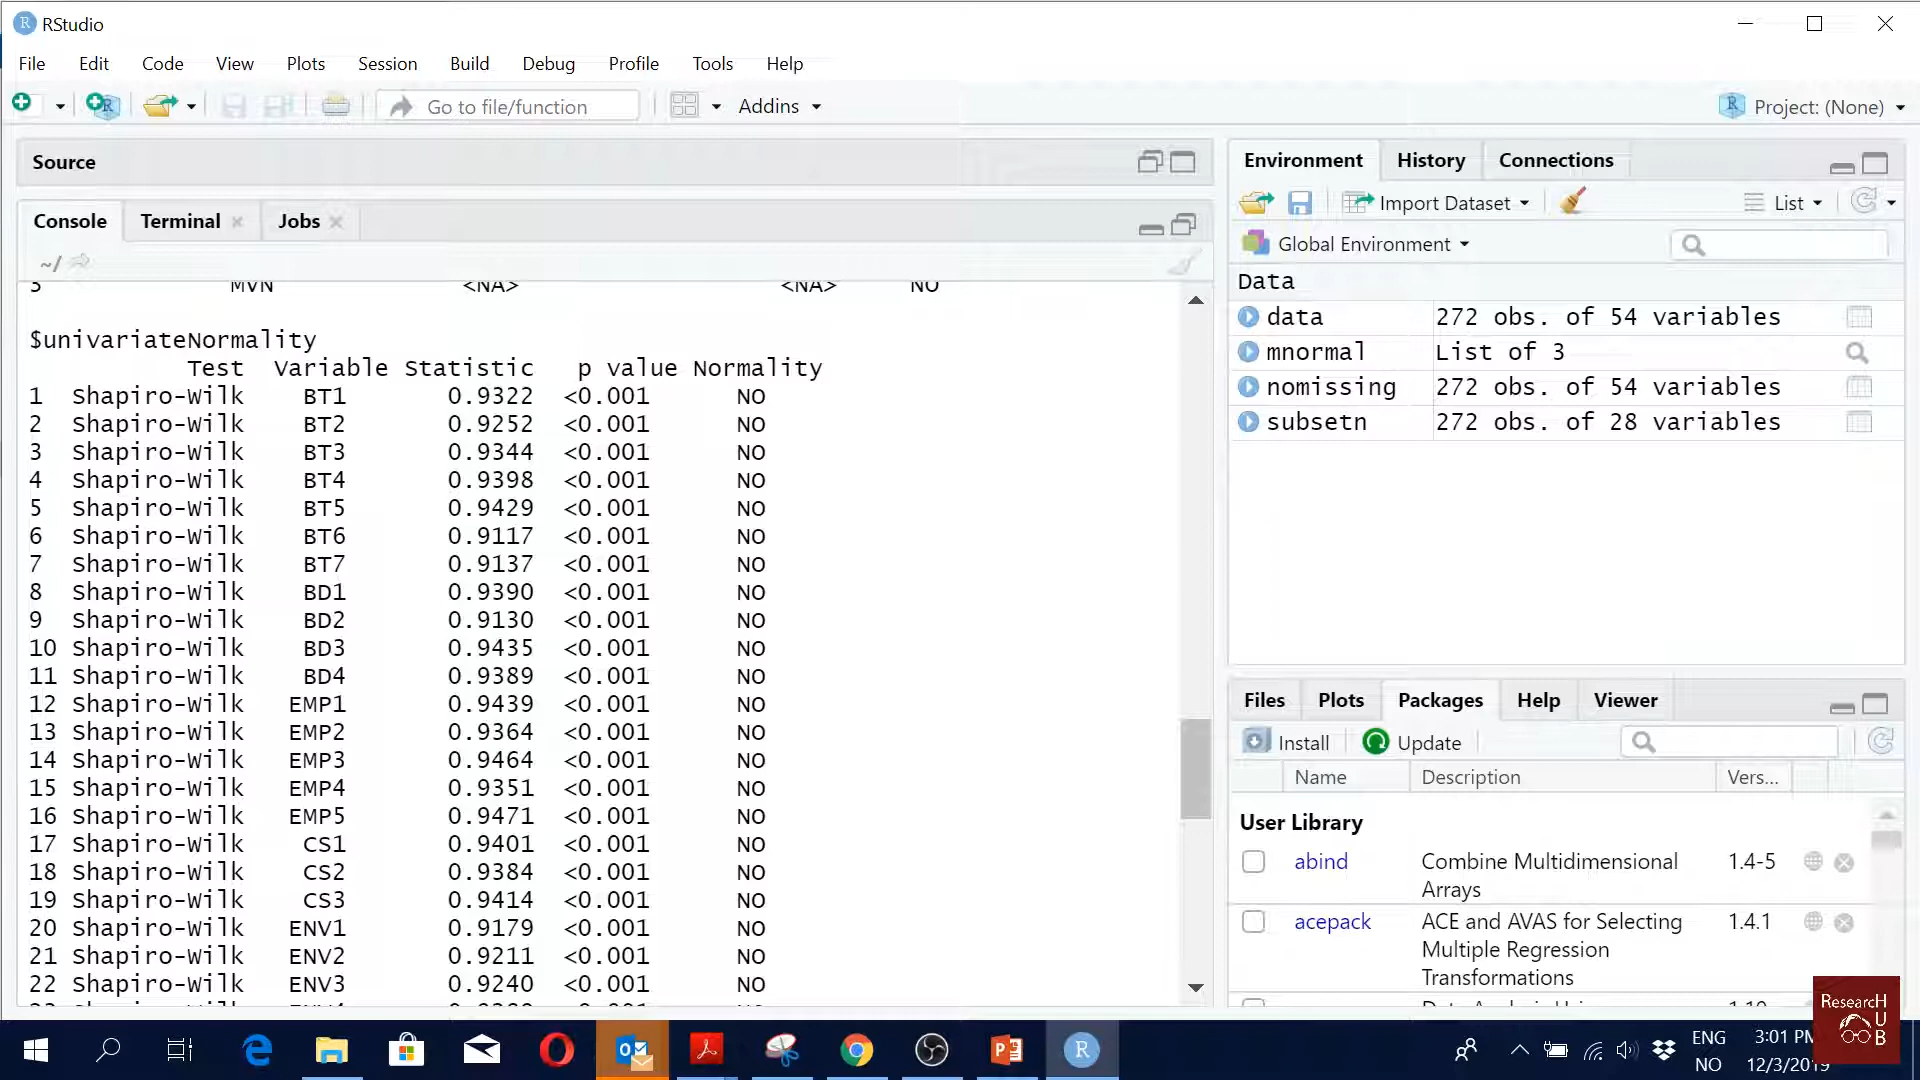 RStudio
File Edit Code View Plots Session Build Debug Profile Tools Help
Go to file/function Addins Project: (None)
Source
Console Terminal Jobs
~/
3 MVN <NA> <NA> NO
$univariateNormality
Test Variable Statistic p value Normality
1 Shapiro-Wilk BT1 0.9322 <0.001 NO
2 Shapiro-Wilk BT2 0.9252 <0.001 NO
3 Shapiro-Wilk BT3 0.9344 <0.001 NO
4 Shapiro-Wilk BT4 0.9398 <0.001 NO
5 Shapiro-Wilk BT5 0.9429 <0.001 NO
6 Shapiro-Wilk BT6 0.9117 <0.001 NO
7 Shapiro-Wilk BT7 0.9137 <0.001 NO
8 Shapiro-Wilk BD1 0.9390 <0.001 NO
9 Shapiro-Wilk BD2 0.9130 <0.001 NO
10 Shapiro-Wilk BD3 0.9435 <0.001 NO
11 Shapiro-Wilk BD4 0.9389 <0.001 NO
12 Shapiro-Wilk EMP1 0.9439 <0.001 NO
13 Shapiro-Wilk EMP2 0.9364 <0.001 NO
14 Shapiro-Wilk EMP3 0.9464 <0.001 NO
15 Shapiro-Wilk EMP4 0.9351 <0.001 NO
16 Shapiro-Wilk EMP5 0.9471 <0.001 NO
17 Shapiro-Wilk CS1 0.9401 <0.001 NO
18 Shapiro-Wilk CS2 0.9384 <0.001 NO
19 Shapiro-Wilk CS3 0.9414 <0.001 NO
20 Shapiro-Wilk ENV1 0.9179 <0.001 NO
21 Shapiro-Wilk ENV2 0.9211 <0.001 NO
22 Shapiro-Wilk ENV3 0.9240 <0.001 NO
Environment History Connections
Import Dataset List
Global Environment
Data
data 272 obs. of 54 variables
mnormal List of 3
nomissing 272 obs. of 54 variables
subsetn 272 obs. of 28 variables
Files Plots Packages Help Viewer
Install Update
Name Description Vers...
User Library
abind Combine Multidimensional 1.4-5
Arrays
acepack ACE and AVAS for Selecting 1.4.1
Multiple Regression
Transformations
ResearcH
U
B
ENG 3:01 PM
NO 12/3/2019